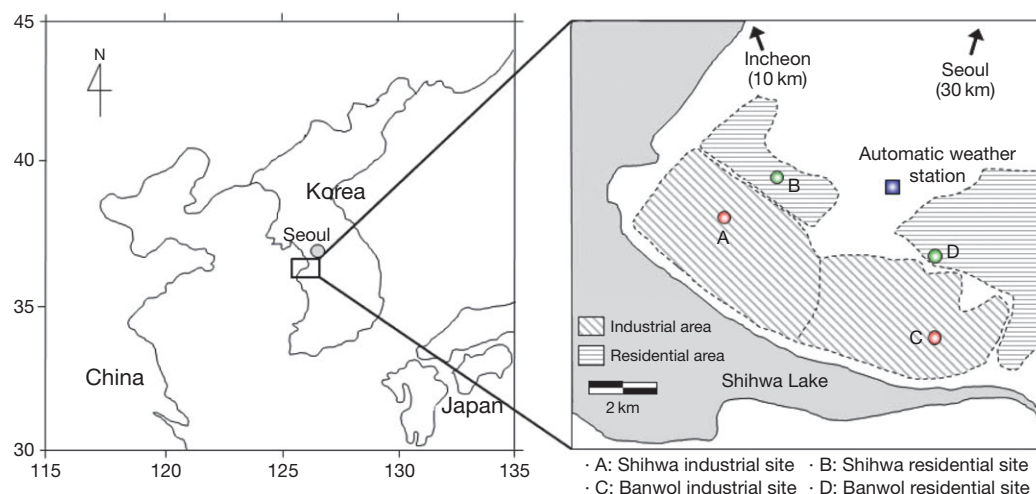 45
40
35
30
115
120
125
130
135
N
Korea
Seoul
China
Japan
Incheon
(10 km)
Seoul
(30 km)
Automatic weather
station
B
A
D
C
Industrial area
Residential area
Shihwa Lake
2 km
· A: Shihwa industrial site · B: Shihwa residential site
· C: Banwol industrial site · D: Banwol residential site